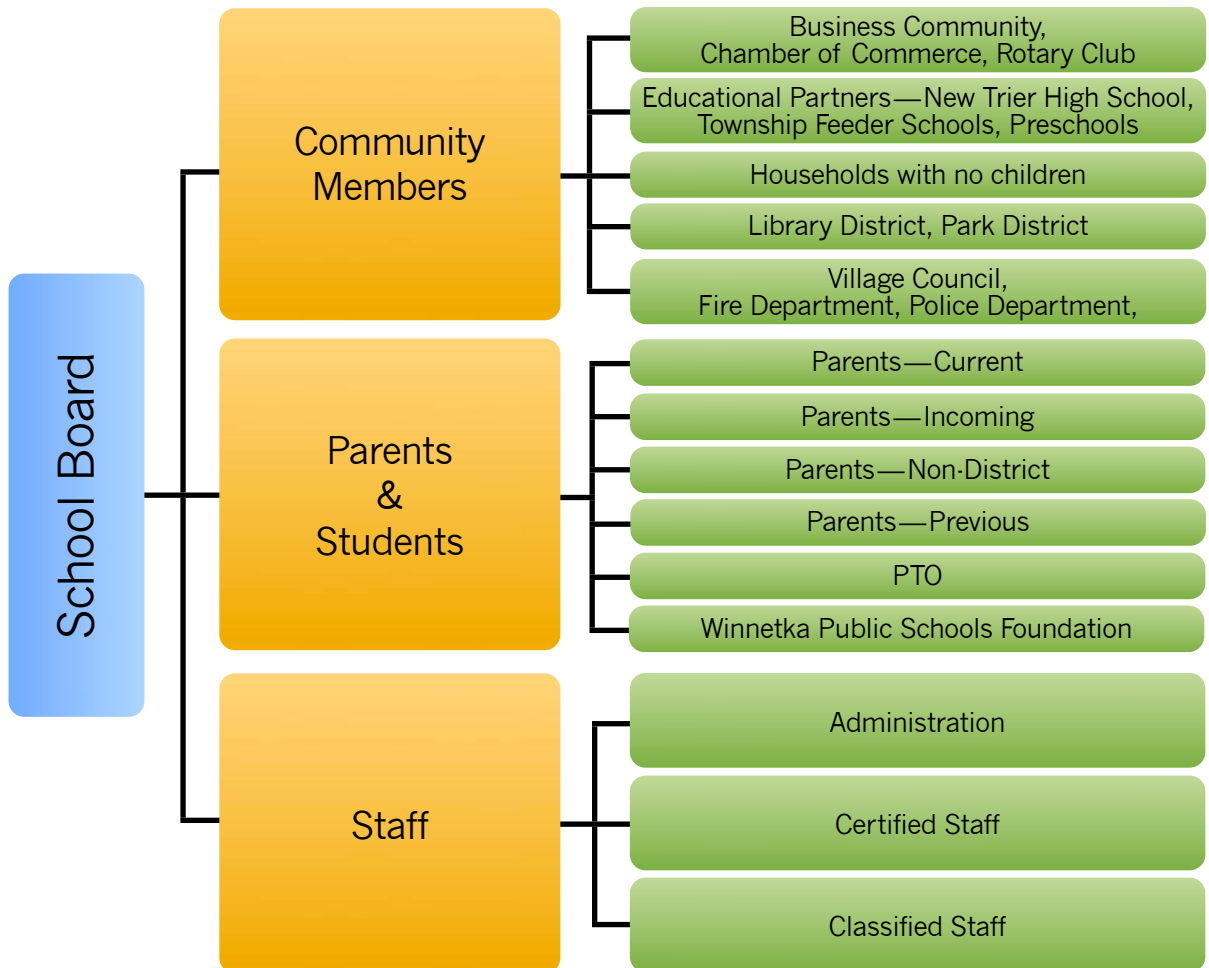 School Board
Community
Members
Business Community,
Chamber of Commerce, Rotary Club
Educational Partners—New Trier High School,
Township Feeder Schools, Preschools
Households with no children
Library District, Park District
Village Council,
Fire Department, Police Department,
Parents
&
Students
Parents—Current
Parents—Incoming
Parents—Non-District
Parents—Previous
PTO
Winnetka Public Schools Foundation
Staff
Administration
Certified Staff
Classified Staff